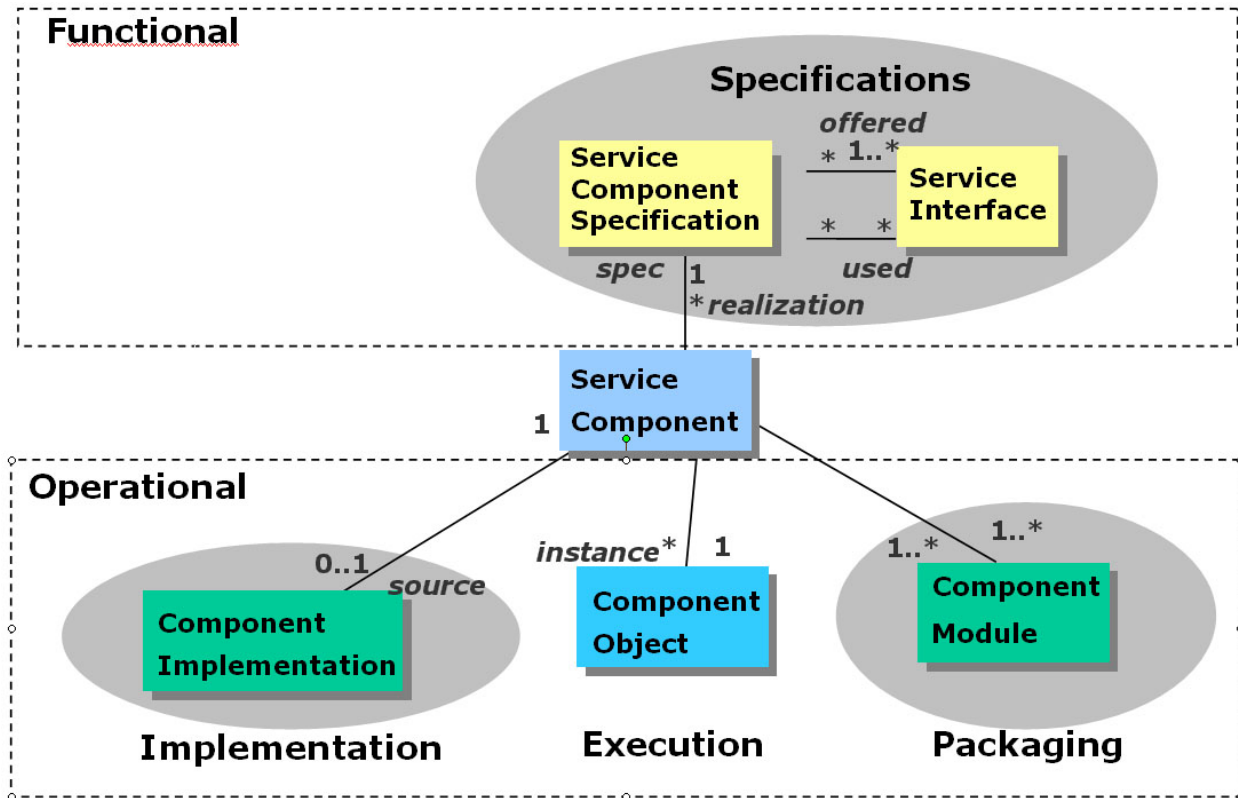 Functional
Specifications
offered
* 1..*
Service
Component
Specification
Service
Interface
* *
used
spec
1
* realization
Service
Component
1
Operational
0..1
source
instance
*
1
1..*
1..*
Component
Implementation
Component
Object
Component
Module
Implementation
Execution
Packaging